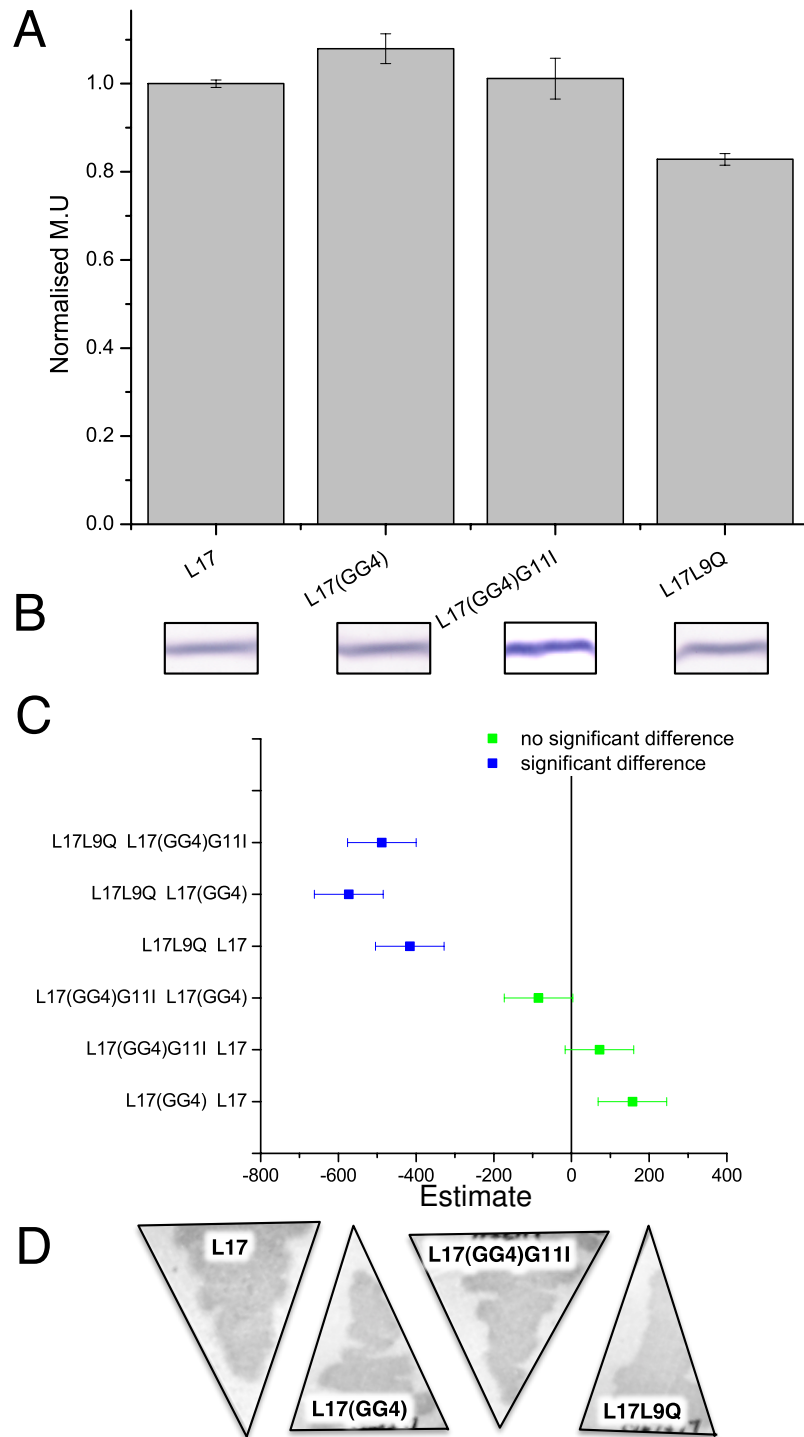 A
Normalised M.U
1.0
0.8
0.6
0.4
0.2
0.0
L17
L17(GG4)
L17(GG4)G11I
L17L9Q
B
C
no significant difference
significant difference
L17L9Q L17(GG4)G11I
L17L9Q L17(GG4)
L17L9Q L17
L17(GG4)G11I L17(GG4)
L17(GG4)G11I L17
L17(GG4) L17
-800 -600 -400 -200 0 200 400
Estimate
D
L17
L17(GG4)
L17(GG4)G11I
L17L9Q